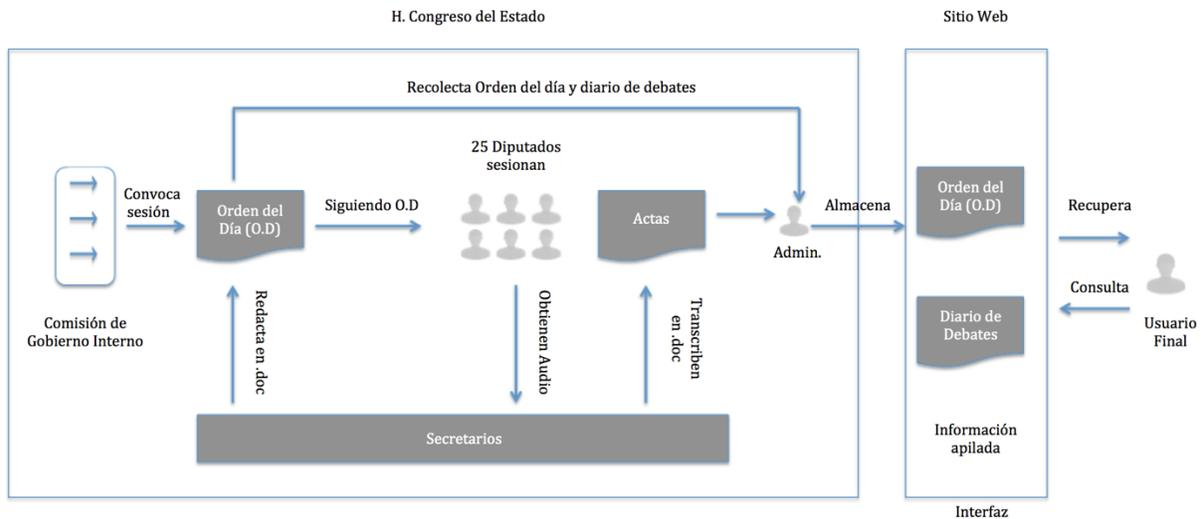 H. Congreso del Estado
Sitio Web
Recolecta Orden del día y diario de debates
25 Diputados
sesionan
Convoca
sesión
Orden del
Día (O.D)
Siguiendo O.D
Actas
Admin.
Almacena
Orden del
Día (O.D)
Recupera
Consulta
Usuario
Final
Comisión de
Gobierno Interno
Redacta en .doc
Obtienen Audio
Transcriben
en .doc
Diario de
Debates
Secretarios
Información
apilada
Interfaz